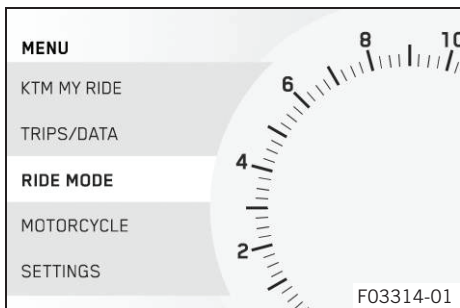 MENU
KTM MY RIDE
TRIPS/DATA
RIDE MODE
MOTORCYCLE
SETTINGS
2
4
6
8
10
F03314-01